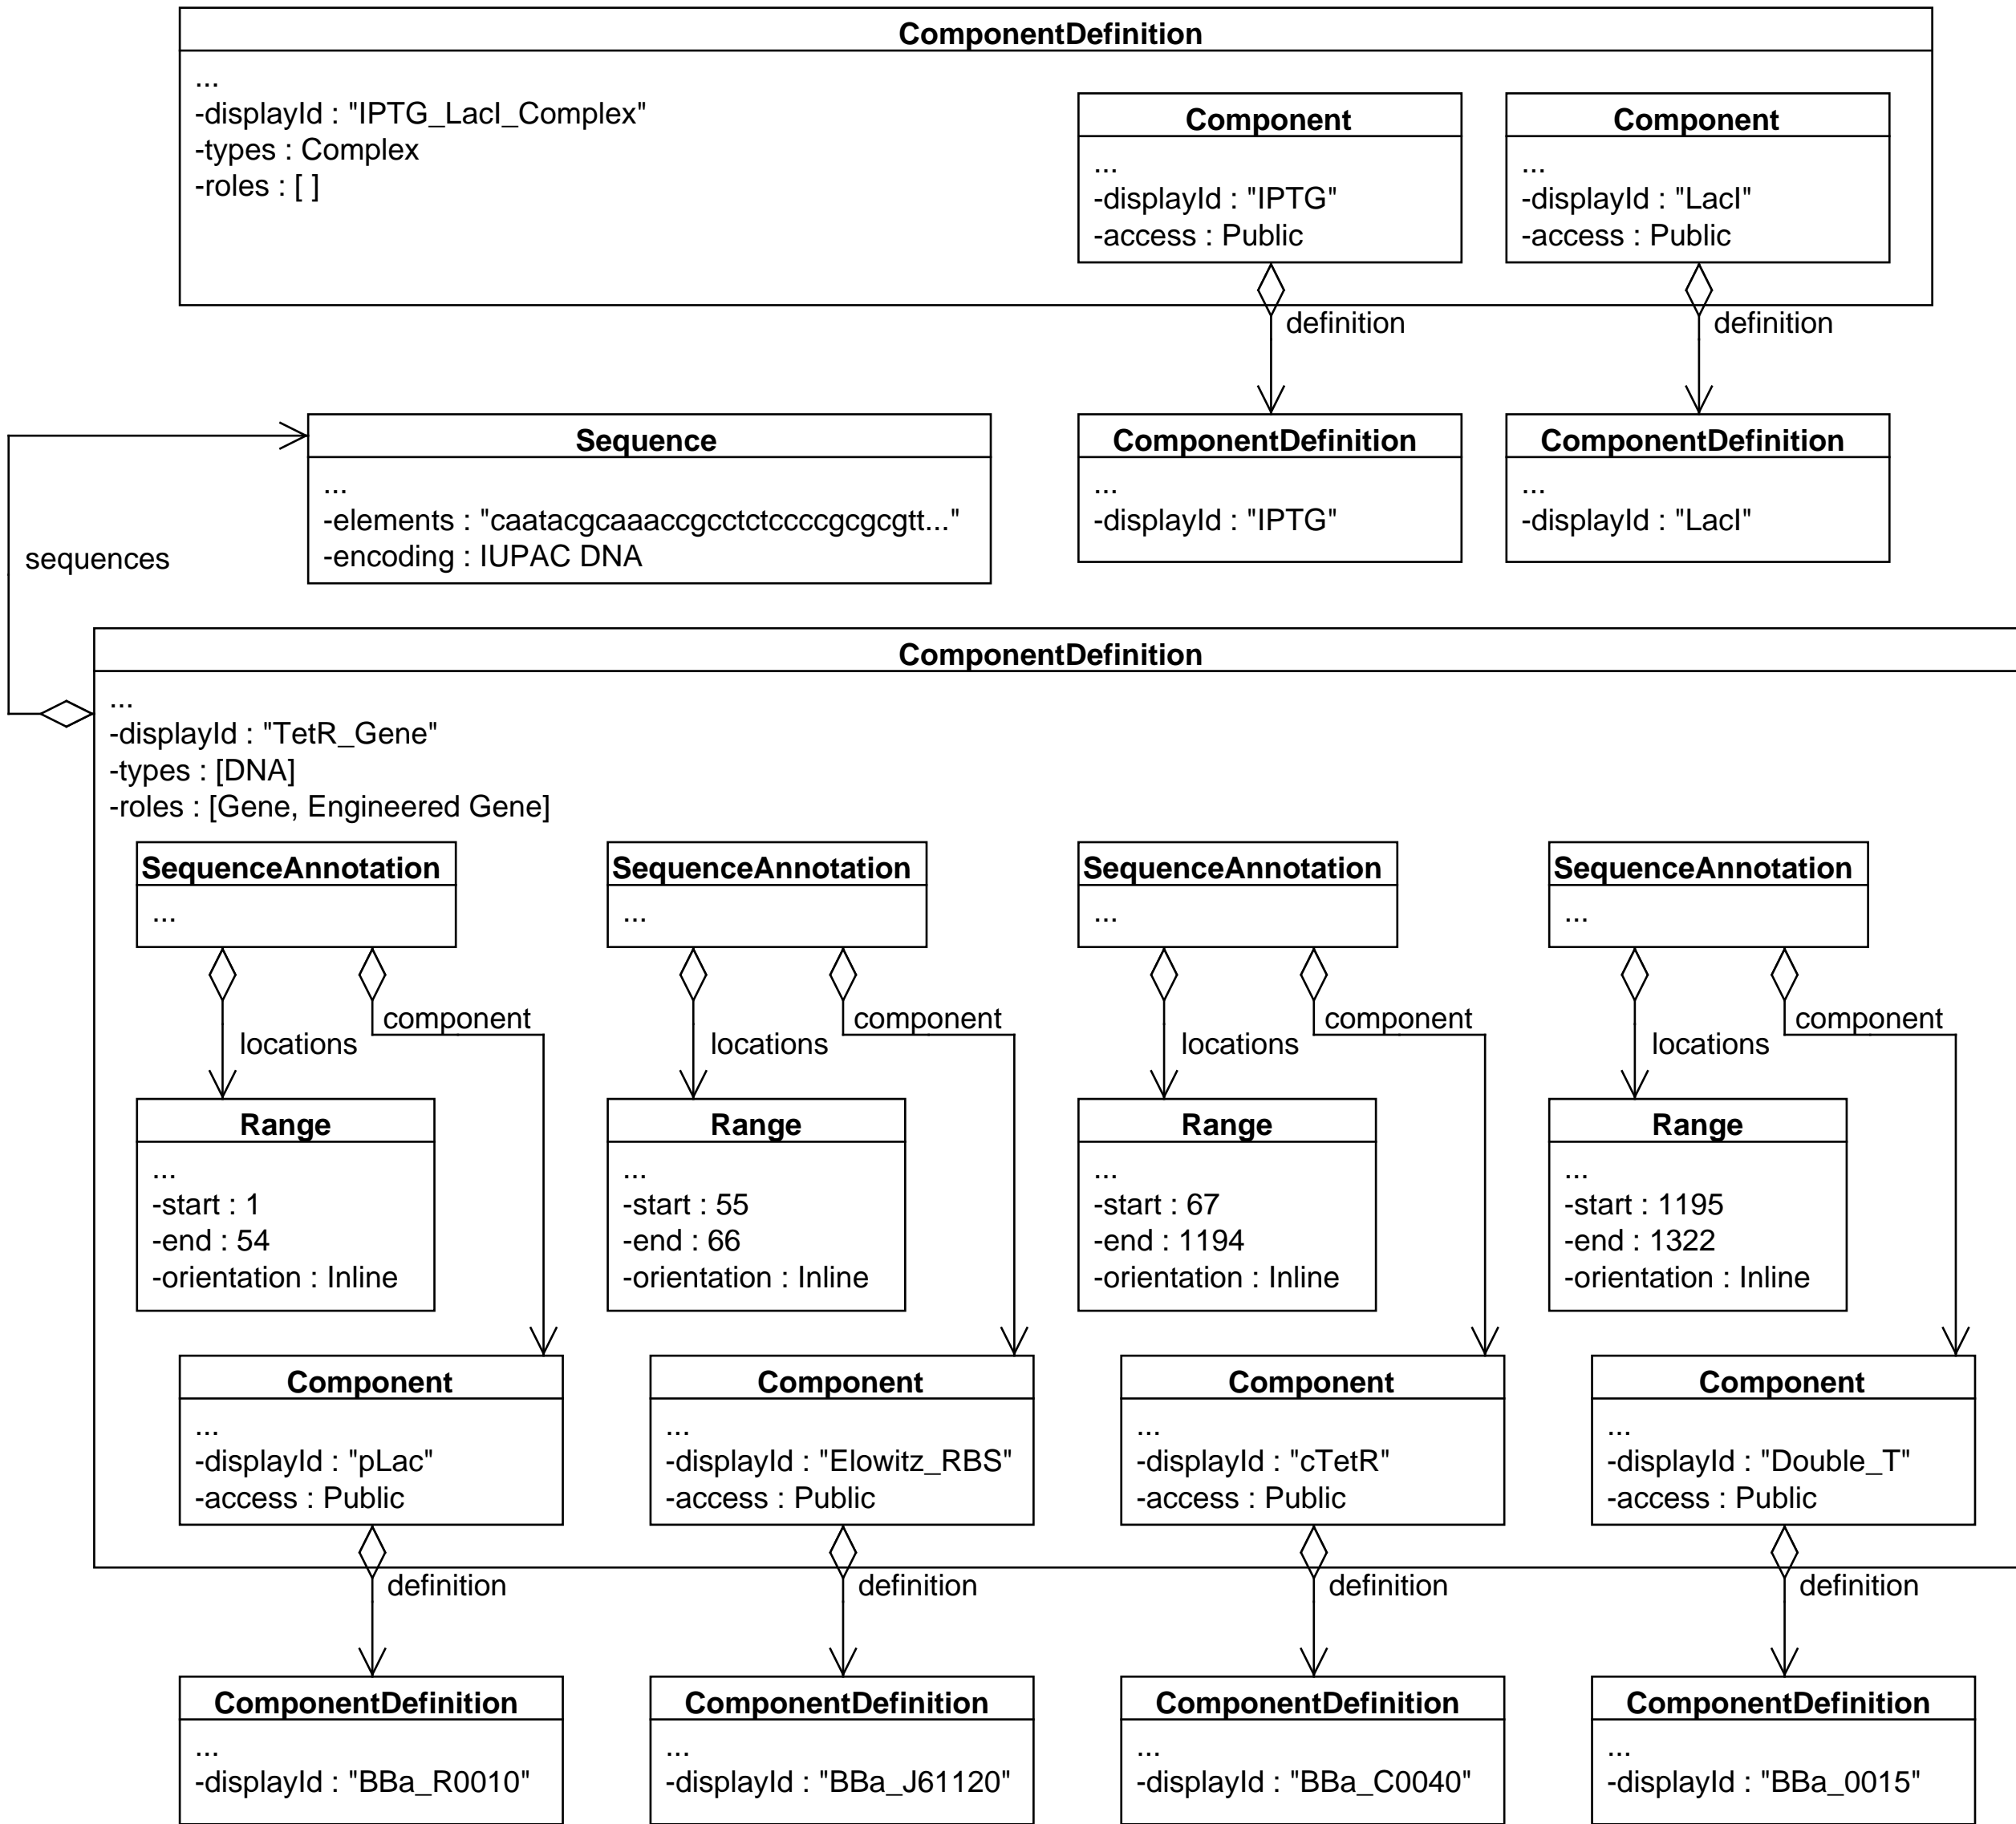 ComponentDefinition
...
-displayId : "IPTG_LacI_Complex"
-types : Complex
-roles : [ ]
Component
...
-displayId : "IPTG"
-access : Public
Component
...
-displayId : "LacI"
-access : Public
definition
definition
Sequence
...
-elements : "caatacgcaaaccgcctctccccgcgcgtt..."
-encoding : IUPAC DNA
ComponentDefinition
...
-displayId : "IPTG"
ComponentDefinition
...
-displayId : "LacI"
sequences
ComponentDefinition
...
-displayId : "TetR_Gene"
-types : [DNA]
-roles : [Gene, Engineered Gene]
SequenceAnnotation
...
SequenceAnnotation
...
SequenceAnnotation
...
SequenceAnnotation
...
locations
component
locations
component
locations
component
locations
component
Range
...
-start : 1
-end : 54
-orientation : Inline
Range
...
-start : 55
-end : 66
-orientation : Inline
Range
...
-start : 67
-end : 1194
-orientation : Inline
Range
...
-start : 1195
-end : 1322
-orientation : Inline
Component
...
-displayId : "pLac"
-access : Public
Component
...
-displayId : "Elowitz_RBS"
-access : Public
Component
...
-displayId : "cTetR"
-access : Public
Component
...
-displayId : "Double_T"
-access : Public
definition
definition
definition
definition
ComponentDefinition
...
-displayId : "BBa_R0010"
ComponentDefinition
...
-displayId : "BBa_J61120"
ComponentDefinition
...
-displayId : "BBa_C0040"
ComponentDefinition
...
-displayId : "BBa_0015"